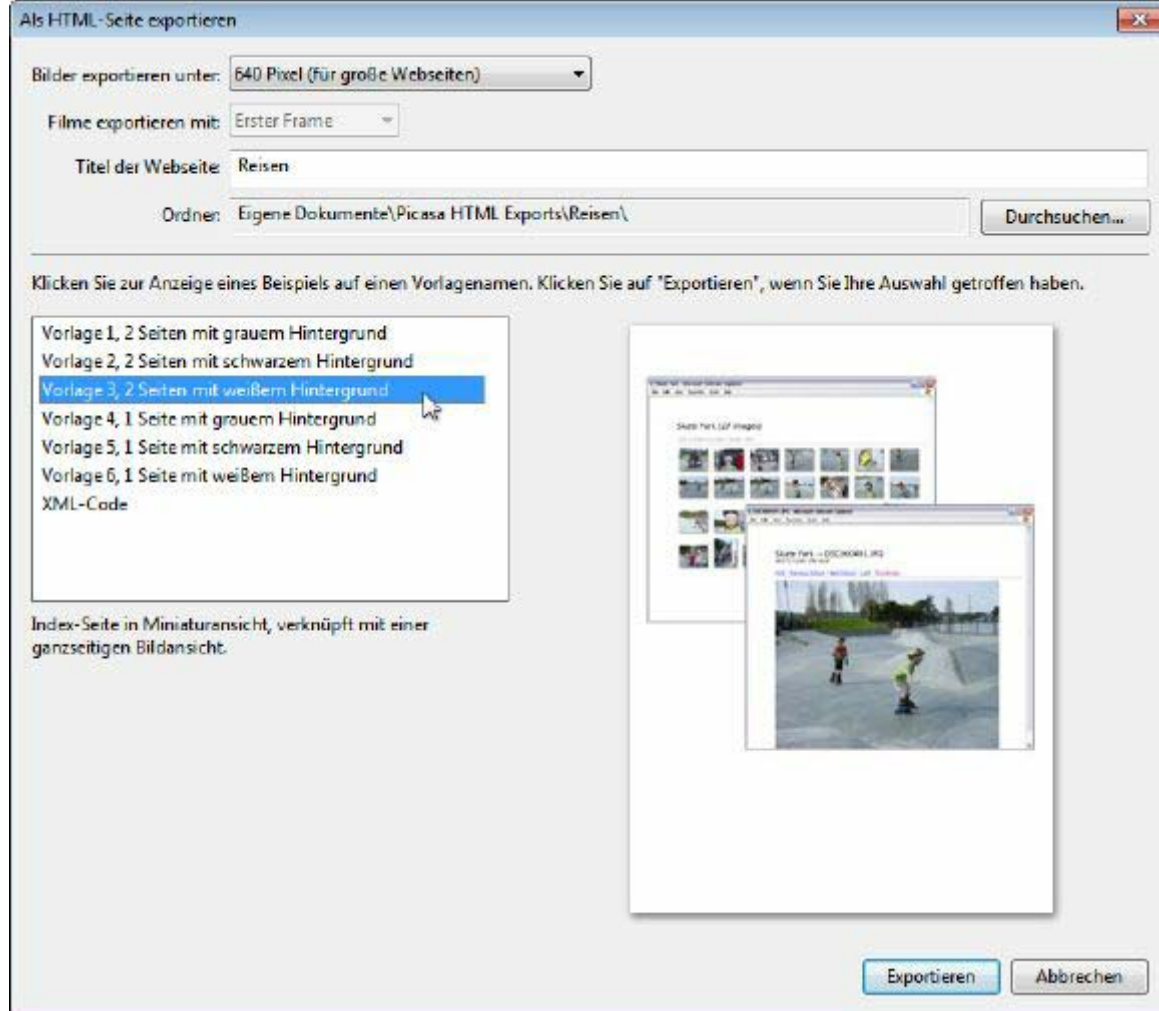 Als HTML-Seite exportieren
Bilder exportieren unter: 640 Pixel (für große Webseiten)
Filme exportieren mit: Erster Frame
Titel der Webseite: Reisen
Ordner: Eigene Dokumente\Picasa HTML Exports\Reisen\ Durchsuchen...
Klicken Sie zur Anzeige eines Beispiels auf einen Vorlagenamen. Klicken Sie auf "Exportieren", wenn Sie Ihre Auswahl getroffen haben.
Vorlage 1, 2 Seiten mit grauem Hintergrund
Vorlage 2, 2 Seiten mit schwarzem Hintergrund
Vorlage 3, 2 Seiten mit weißem Hintergrund
Vorlage 4, 1 Seite mit grauem Hintergrund
Vorlage 5, 1 Seite mit schwarzem Hintergrund
Vorlage 6, 1 Seite mit weißem Hintergrund
XML-Code
Index-Seite in Miniaturansicht, verknüpft mit einer
ganzseitigen Bildansicht.
Skate Park
Skate Park
Exportieren Abbrechen